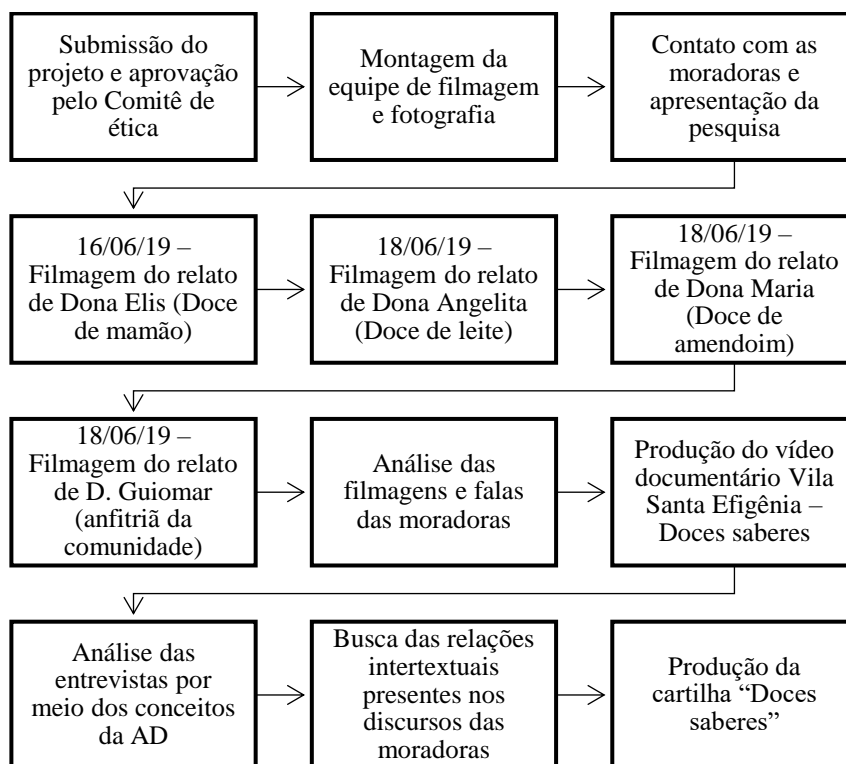 Submissão do
projeto e aprovação
pelo Comitê de
ética
Montagem da
equipe de filmagem
e fotografia
Contato com as
moradoras e
apresentação da
pesquisa
16/06/19 –
Filmagem do relato
de Dona Elis (Doce
de mamão)
18/06/19 –
Filmagem do relato
de Dona Angelita
(Doce de leite)
18/06/19 –
Filmagem do relato
de Dona Maria
(Doce de
amendoim)
18/06/19 –
Filmagem do relato
de D. Guiomar
(anfitriã da
comunidade)
Análise das
filmagens e falas
das moradoras
Produção do vídeo
documentário Vila
Santa Efigênia –
Doces saberes
Análise das
entrevistas por
meio dos conceitos
da AD
Busca das relações
intertextuais
presentes nos
discursos das
moradoras
Produção da
cartilha “Doces
saberes”